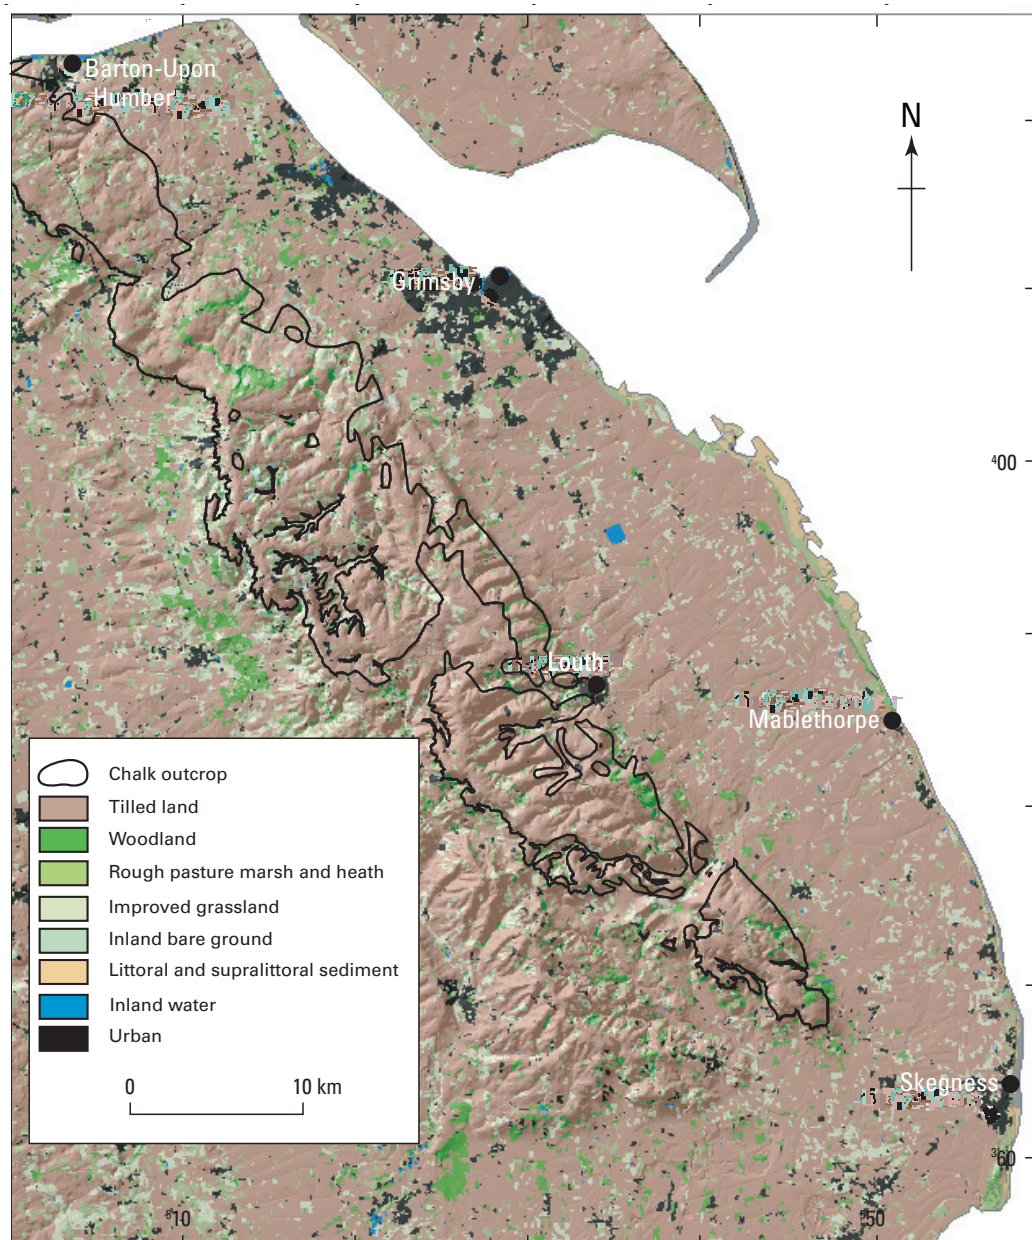 Barton-Upon
Humber
N
Grimsby
400
Louth
Mablethorpe
Chalk outcrop
Tilled land
Woodland
Rough pasture marsh and heath
Improved grassland
Inland bare ground
Littoral and supralittoral sediment
Inland water
Urban
0 10 km
Skegness
360
510
550